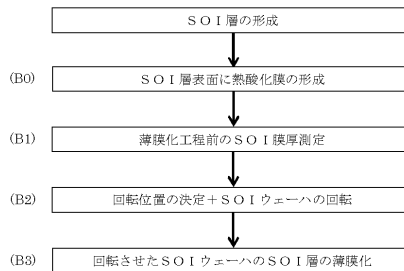 ＳＯＩ層の形成
(B0) ＳＯＩ層表面に熱酸化膜の形成
(B1) 薄膜化工程前のＳＯＩ膜厚測定
(B2) 回転位置の決定＋ＳＯＩウェーハの回転
(B3) 回転させたＳＯＩウェーハのＳＯＩ層の薄膜化